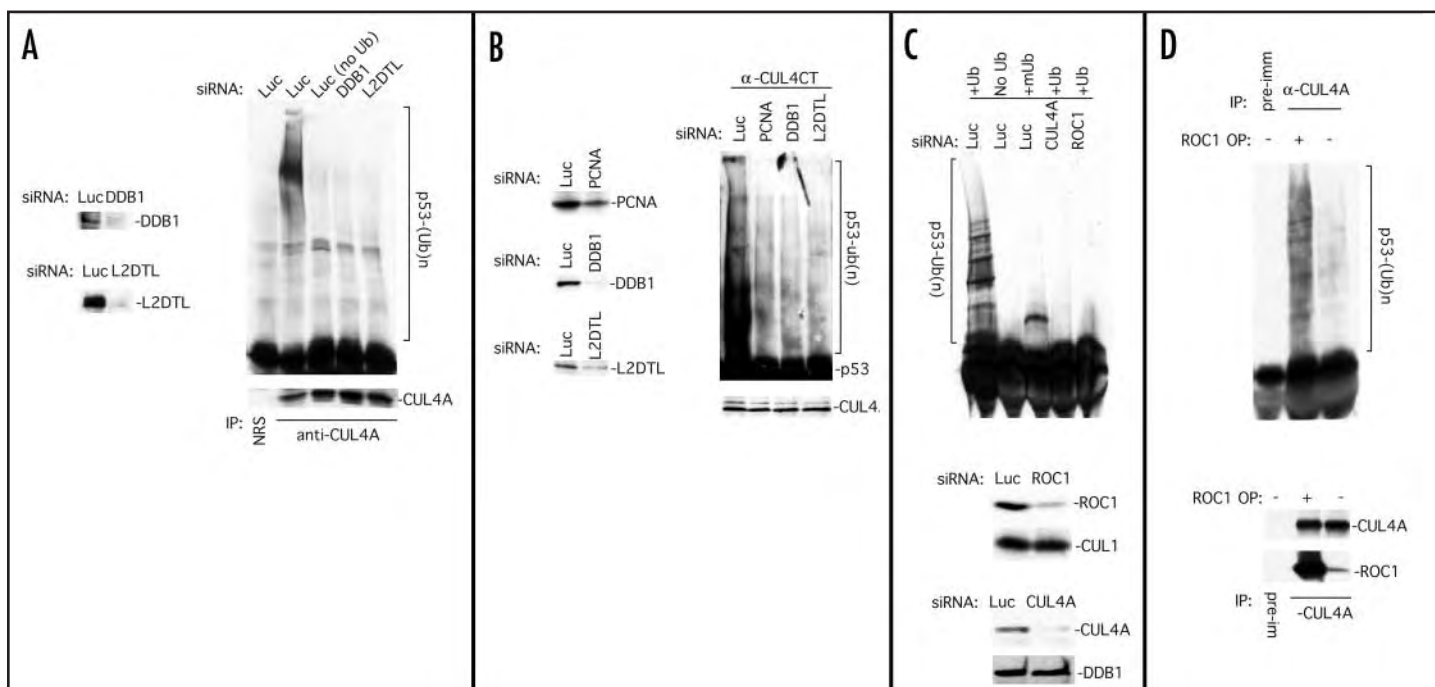 A
siRNA: Luc Luc Luc (no Ub) DDB1 L2DTL
p53-(Ub)n
siRNA: Luc DDB1
-DDB1
siRNA: Luc L2DTL
-L2DTL
-CUL4A
IP: NRS anti-CUL4A
B
α-CUL4CT
siRNA: Luc PCNA DDB1 L2DTL
p53-ub(n)
siRNA: Luc PCNA
-PCNA
siRNA: Luc DDB1
-DDB1
siRNA: Luc L2DTL
-L2DTL
-p53
-CUL4.
C
+Ub No Ub +mUb +Ub +Ub
siRNA: Luc Luc Luc CUL4A ROC1
p53-Ub(n)
siRNA: Luc ROC1
-ROC1
-CUL1
siRNA: Luc CUL4A
-CUL4A
-DDB1
D
IP: pre-imm α-CUL4A
ROC1 OP: - + -
p53-(Ub)n
ROC1 OP: - + -
-CUL4A
-ROC1
IP: pre-im -CUL4A